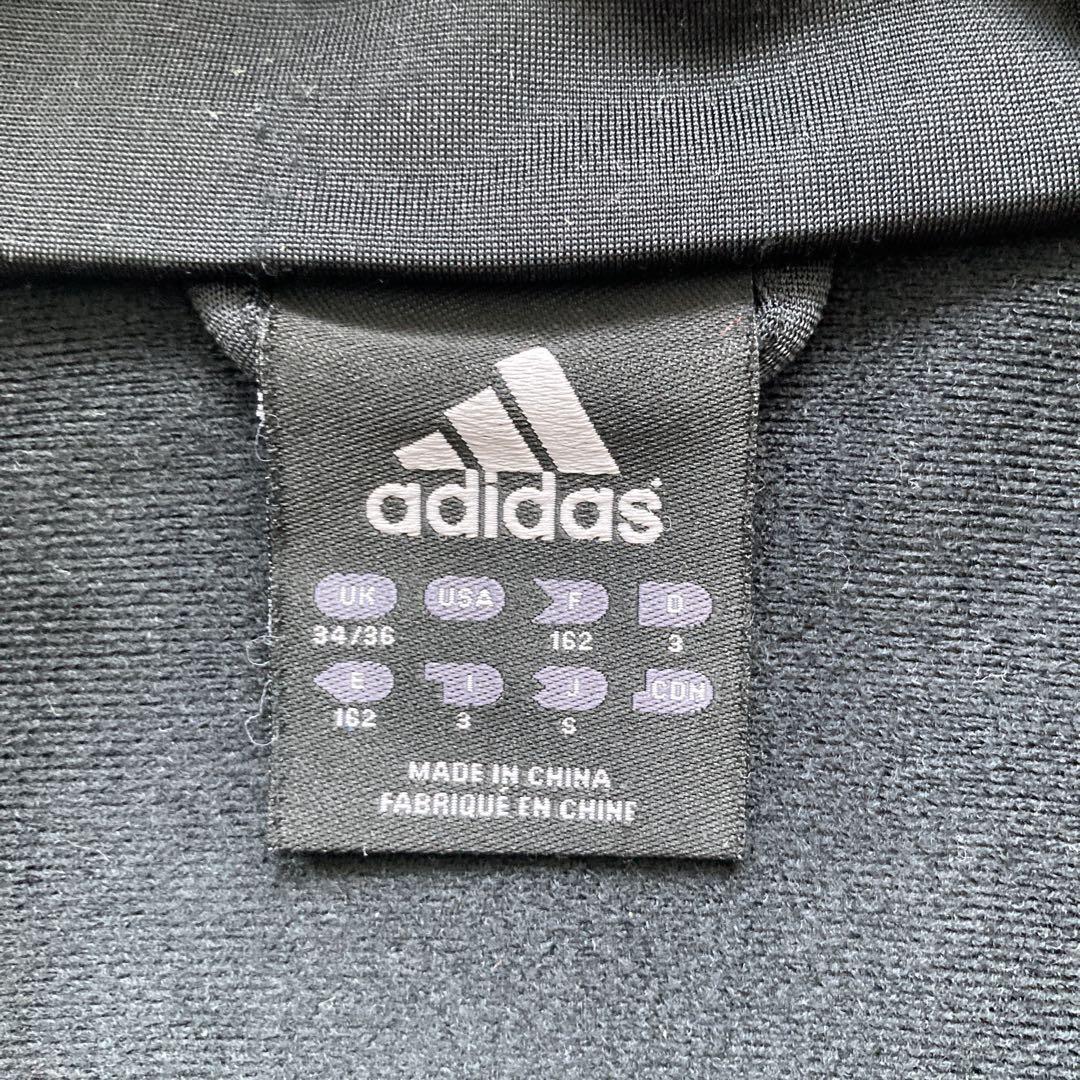 adidas
UK USA F D
34/36 162 3
E I J CDN
162 3 S
MADE IN CHINA
FABRIQUÉ EN CHINE